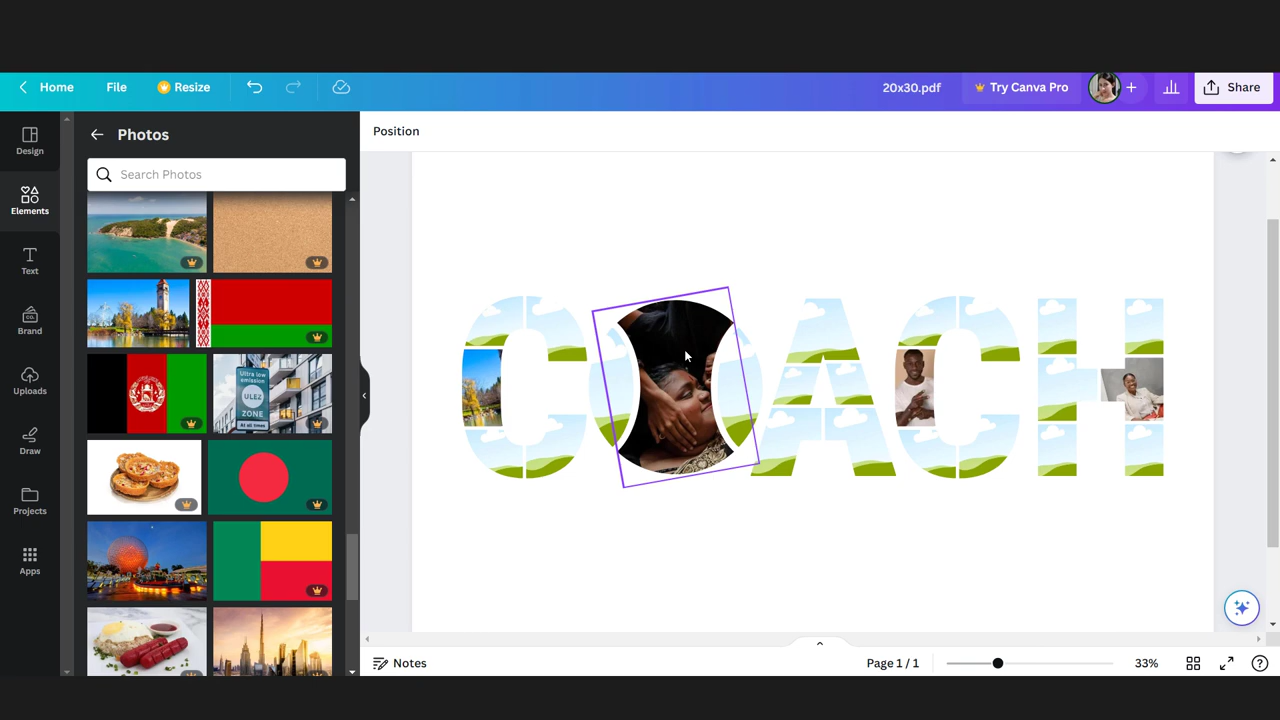 Home File Resize 20x30.pdf Try Canva Pro + Share
Design
Elements
Text
Brand
Uploads
Draw
Projects
Apps
Photos
Search Photos
Ultra low
emission
ULEZ
ZONE
At all times
Position
COACH
Notes
Page 1 / 1
33%